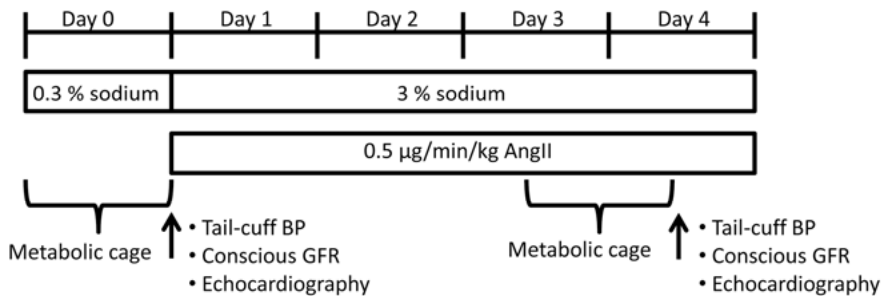 Day 0 Day 1 Day 2 Day 3 Day 4
0.3 % sodium 3 % sodium
0.5 µg/min/kg AngII
Metabolic cage
• Tail-cuff BP
• Conscious GFR
• Echocardiography
Metabolic cage
• Tail-cuff BP
• Conscious GFR
• Echocardiography